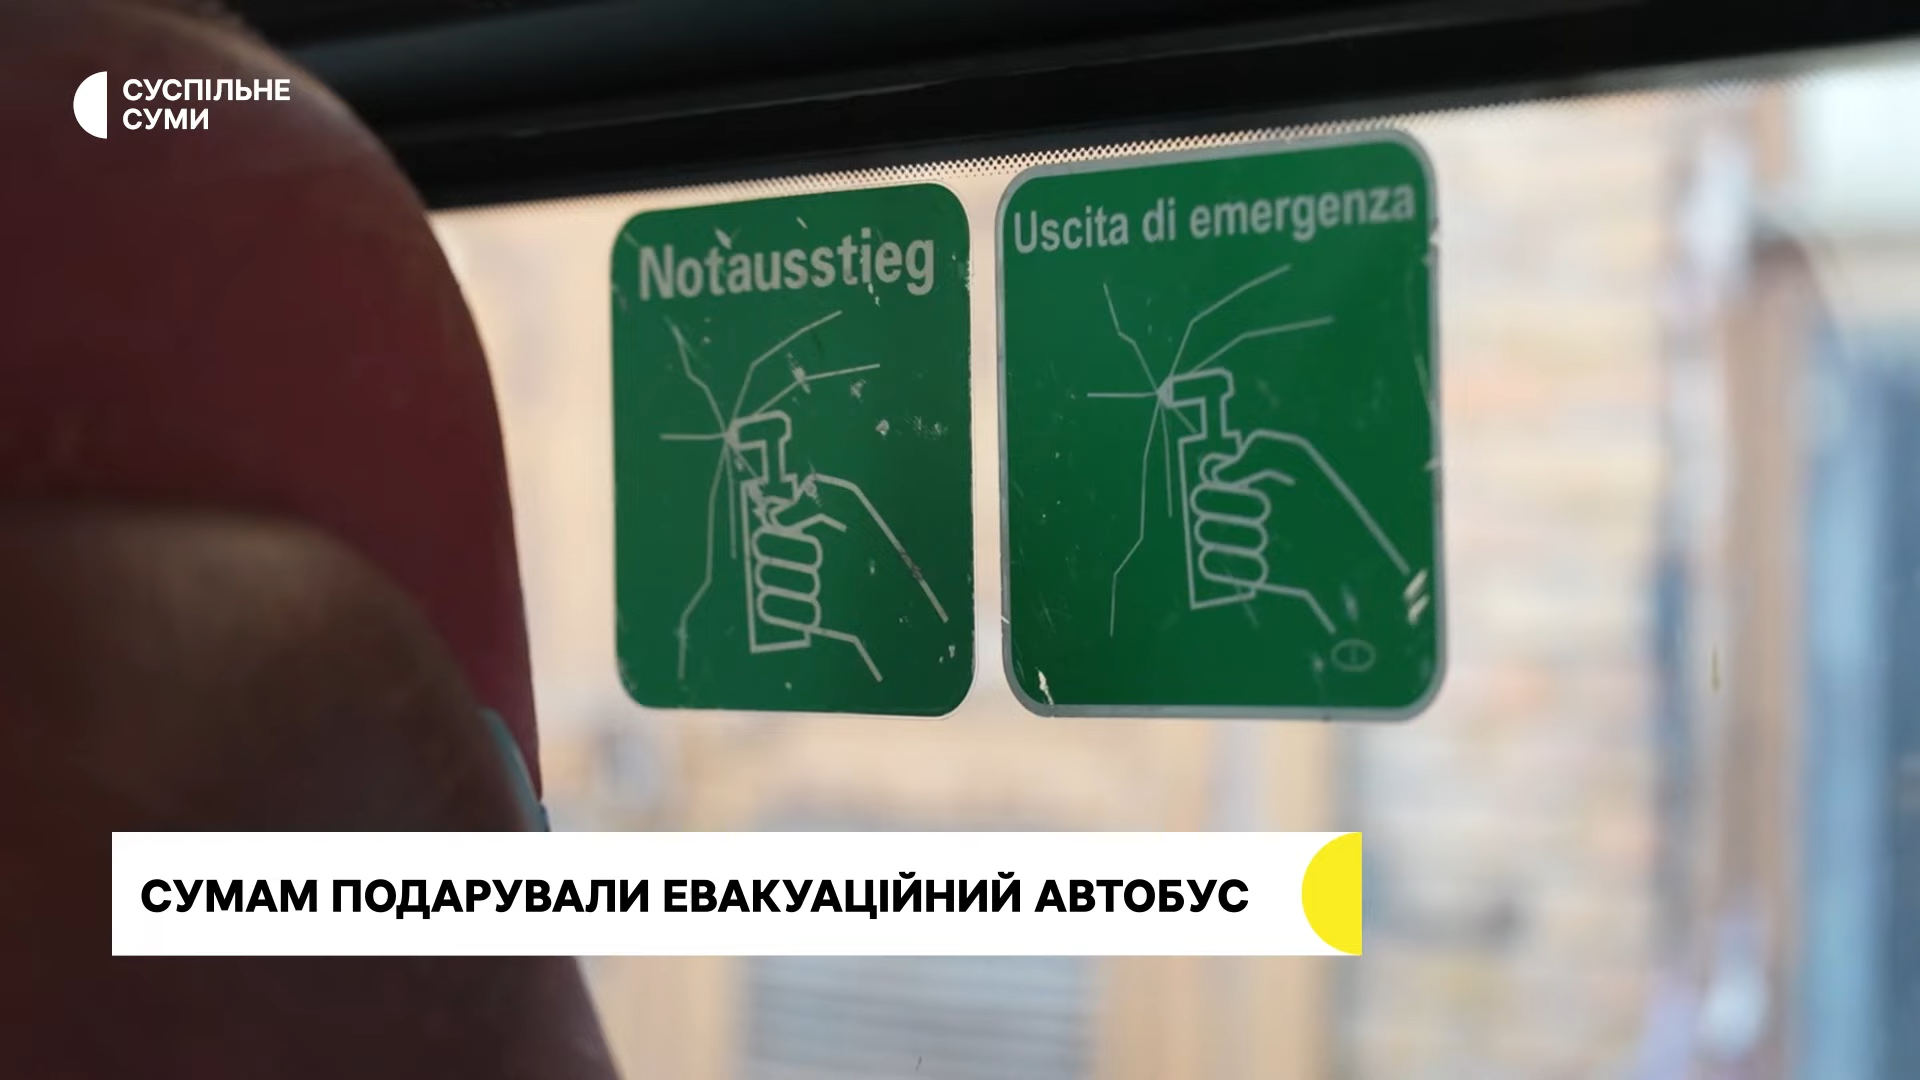 СУСПІЛЬНЕ
СУМИ
Notausstieg
Uscita di emergenza
СУМАМ ПОДАРУВАЛИ ЕВАКУАЦІЙНИЙ АВТОБУС